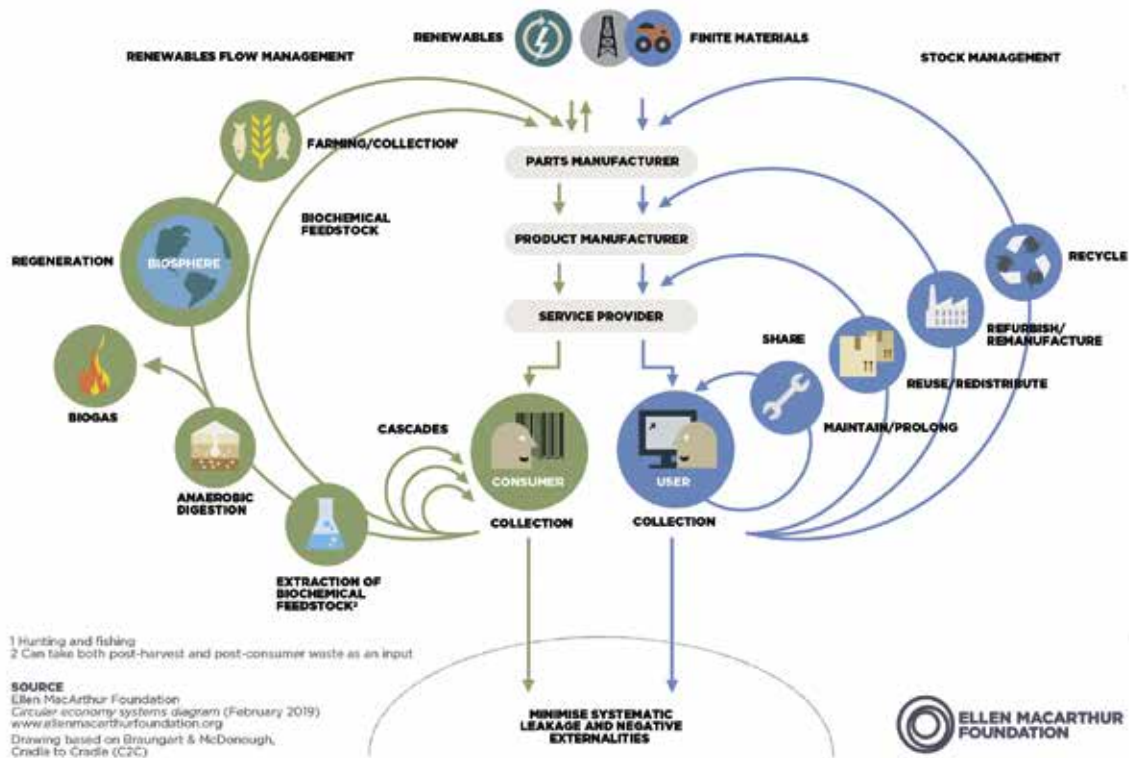 RENEWABLES
FINITE MATERIALS
RENEWABLES FLOW MANAGEMENT
STOCK MANAGEMENT
FARMING/COLLECTION¹
PARTS MANUFACTURER
BIOCHEMICAL
FEEDSTOCK
PRODUCT MANUFACTURER
REGENERATION
BIOSPHERE
RECYCLE
SERVICE PROVIDER
SHARE
REFURBISH/
REMANUFACTURE
REUSE/REDISTRIBUTE
BIOGAS
CASCADES
MAINTAIN/PROLONG
CONSUMER
USER
ANAEROBIC
DIGESTION
COLLECTION
COLLECTION
EXTRACTION OF
BIOCHEMICAL
FEEDSTOCK²
1 Hunting and fishing
2 Can take both post-harvest and post-consumer waste as an input
SOURCE
Ellen MacArthur Foundation
Circular economy systems diagram (February 2019)
www.ellenmacarthurfoundation.org
Drawing based on Braungart & McDonough,
Cradle to Cradle (C2C)
MINIMISE SYSTEMATIC
LEAKAGE AND NEGATIVE
EXTERNALITIES
ELLEN MACARTHUR
FOUNDATION